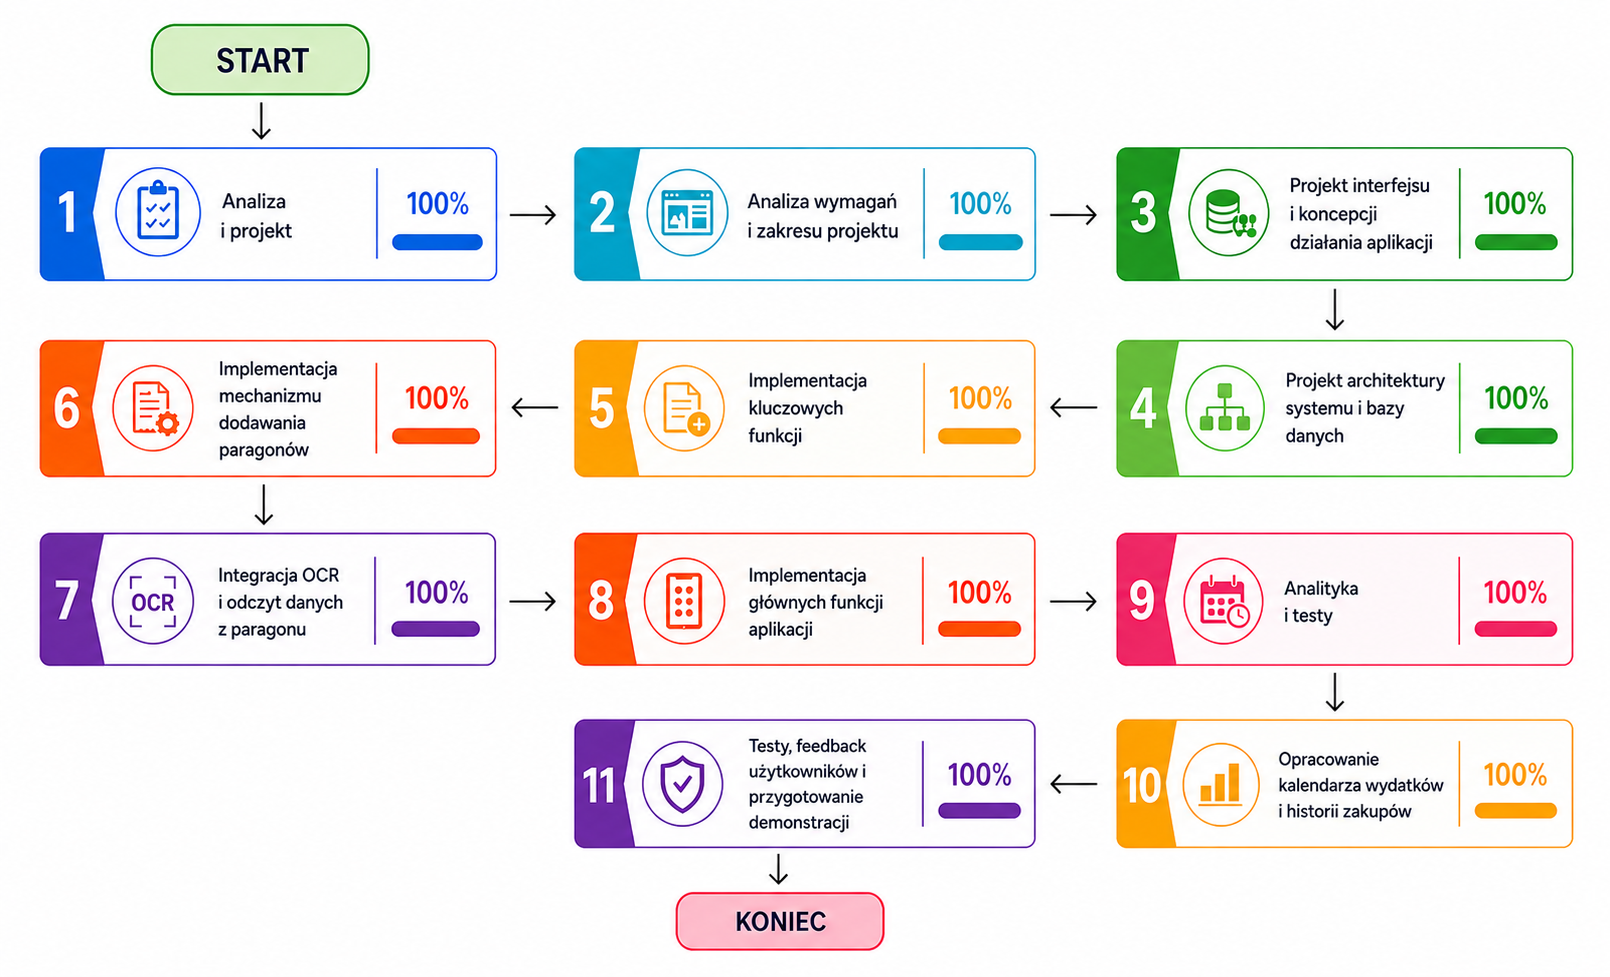 START
1
Analiza
i projekt
100%
2
Analiza wymagań
i zakresu projektu
100%
3
Projekt interfejsu
i koncepcji
działania aplikacji
100%
4
Projekt architektury
systemu i bazy
danych
100%
5
Implementacja
kluczowych
funkcji
100%
6
Implementacja
mechanizmu
dodawania
paragonów
100%
7
OCR
Integracja OCR
i odczyt danych
z paragonu
100%
8
Implementacja
głównych funkcji
aplikacji
100%
9
Analityka
i testy
100%
10
Opracowanie
kalendarza wydatków
i historii zakupów
100%
11
Testy, feedback
użytkowników i
przygotowanie
demonstracji
100%
KONIEC